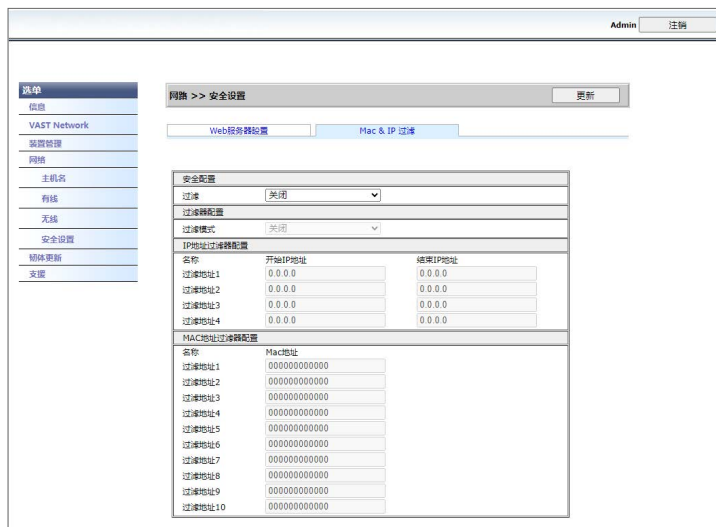 Admin 注销
选单
信息
VAST Network
装置管理
网络
主机名
有线
无线
安全设置
韧体更新
支援
网路 >> 安全设置 更新
Web服务器設置 Mac & IP 过滤
安全配置
过滤 关闭
过滤器配置
过滤模式 关闭
IP地址过滤器配置
名称 开始IP地址 结束IP地址
过滤地址1 0.0.0.0 0.0.0.0
过滤地址2 0.0.0.0 0.0.0.0
过滤地址3 0.0.0.0 0.0.0.0
过滤地址4 0.0.0.0 0.0.0.0
MAC地址过滤器配置
名称 Mac地址
过滤地址1 000000000000
过滤地址2 000000000000
过滤地址3 000000000000
过滤地址4 000000000000
过滤地址5 000000000000
过滤地址6 000000000000
过滤地址7 000000000000
过滤地址8 000000000000
过滤地址9 000000000000
过滤地址10 000000000000